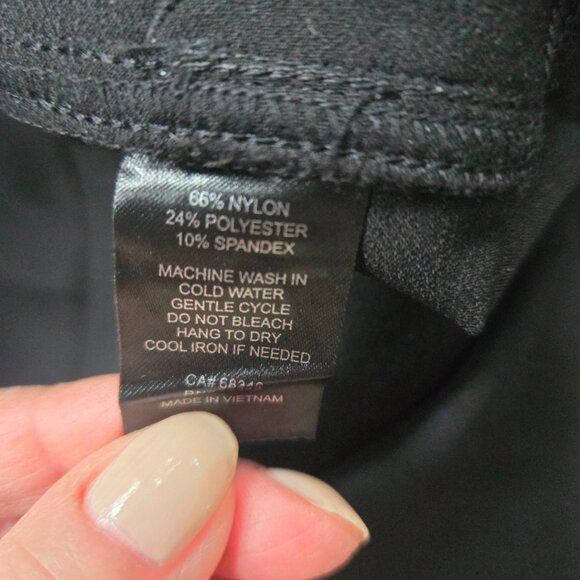 66% NYLON
24% POLYESTER
10% SPANDEX
MACHINE WASH IN
COLD WATER
GENTLE CYCLE
DO NOT BLEACH
HANG TO DRY
COOL IRON IF NEEDED
CA#
MADE IN VIETNAM